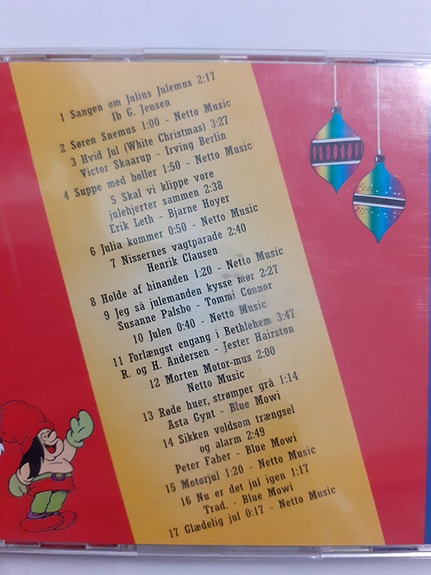 1 Sangen om Julius Julemus 2:17
Ib G. Jensen
2 Søren Snemus 1:00 - Netto Music
3 Hvid Jul (White Christmas) 3:27
Victor Skaarup - Irving Berlin
4 Suppe med boller 1:50 - Netto Music
5 Skal vi klippe vore
julehjerter sammen 2:38
Erik Leth - Bjarne Hoyer
6 Julia kommer 0:50 - Netto Music
7 Nissernes vagtparade 2:40
Henrik Clausen
8 Holde af hinanden 1:20 - Netto Music
9 Jeg så julemanden kysse mor 2:27
Susanne Palsbo - Tommi Connor
10 Julen 0:40 - Netto Music
11 Forlængst engang i Bethlehem 3:47
R. og H. Andersen - Jester Hairston
12 Morten Motor-mus 2:00
Netto Music
13 Røde huer, strømper grå 1:14
Asta Gynt - Blue Mowi
14 Sikken voldsom trængsel
og alarm 2:49
Peter Faber - Blue Mowi
15 Motorjul 1:20 - Netto Music
16 Nu er det jul igen 1:17
Trad. - Blue Mowi
17 Glædelig jul 0:17 - Netto Music